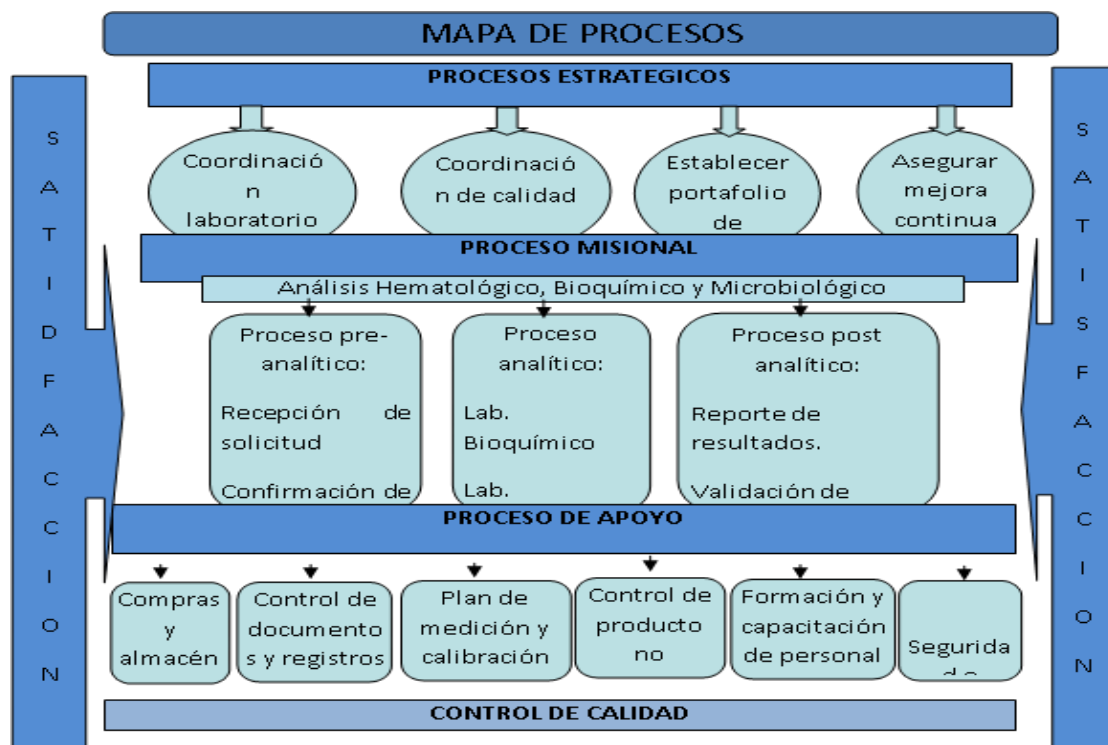 MAPA DE PROCESOS
PROCESOS ESTRATEGICOS
Coordinació
n
laboratorio
Coordinació
n de calidad
Establecer
portafolio
de
Asegurar
mejora
continua
PROCESO MISIONAL
Análisis Hematológico, Bioquímico y Microbiológico
Proceso pre-
analítico:
Recepción de
solicitud
Confirmación de
Proceso
analítico:
Lab.
Bioquímico
Lab.
Proceso post
analítico:
Reporte de
resultados.
Validación de
PROCESO DE APOYO
Compras
y
almacén
Control de
documento
s y registros
Plan de
medición y
calibración
Control de
producto
no
Formación y
capacitación
de personal
Segurida
CONTROL DE CALIDAD
SATIDFACCION
SATISFACCION